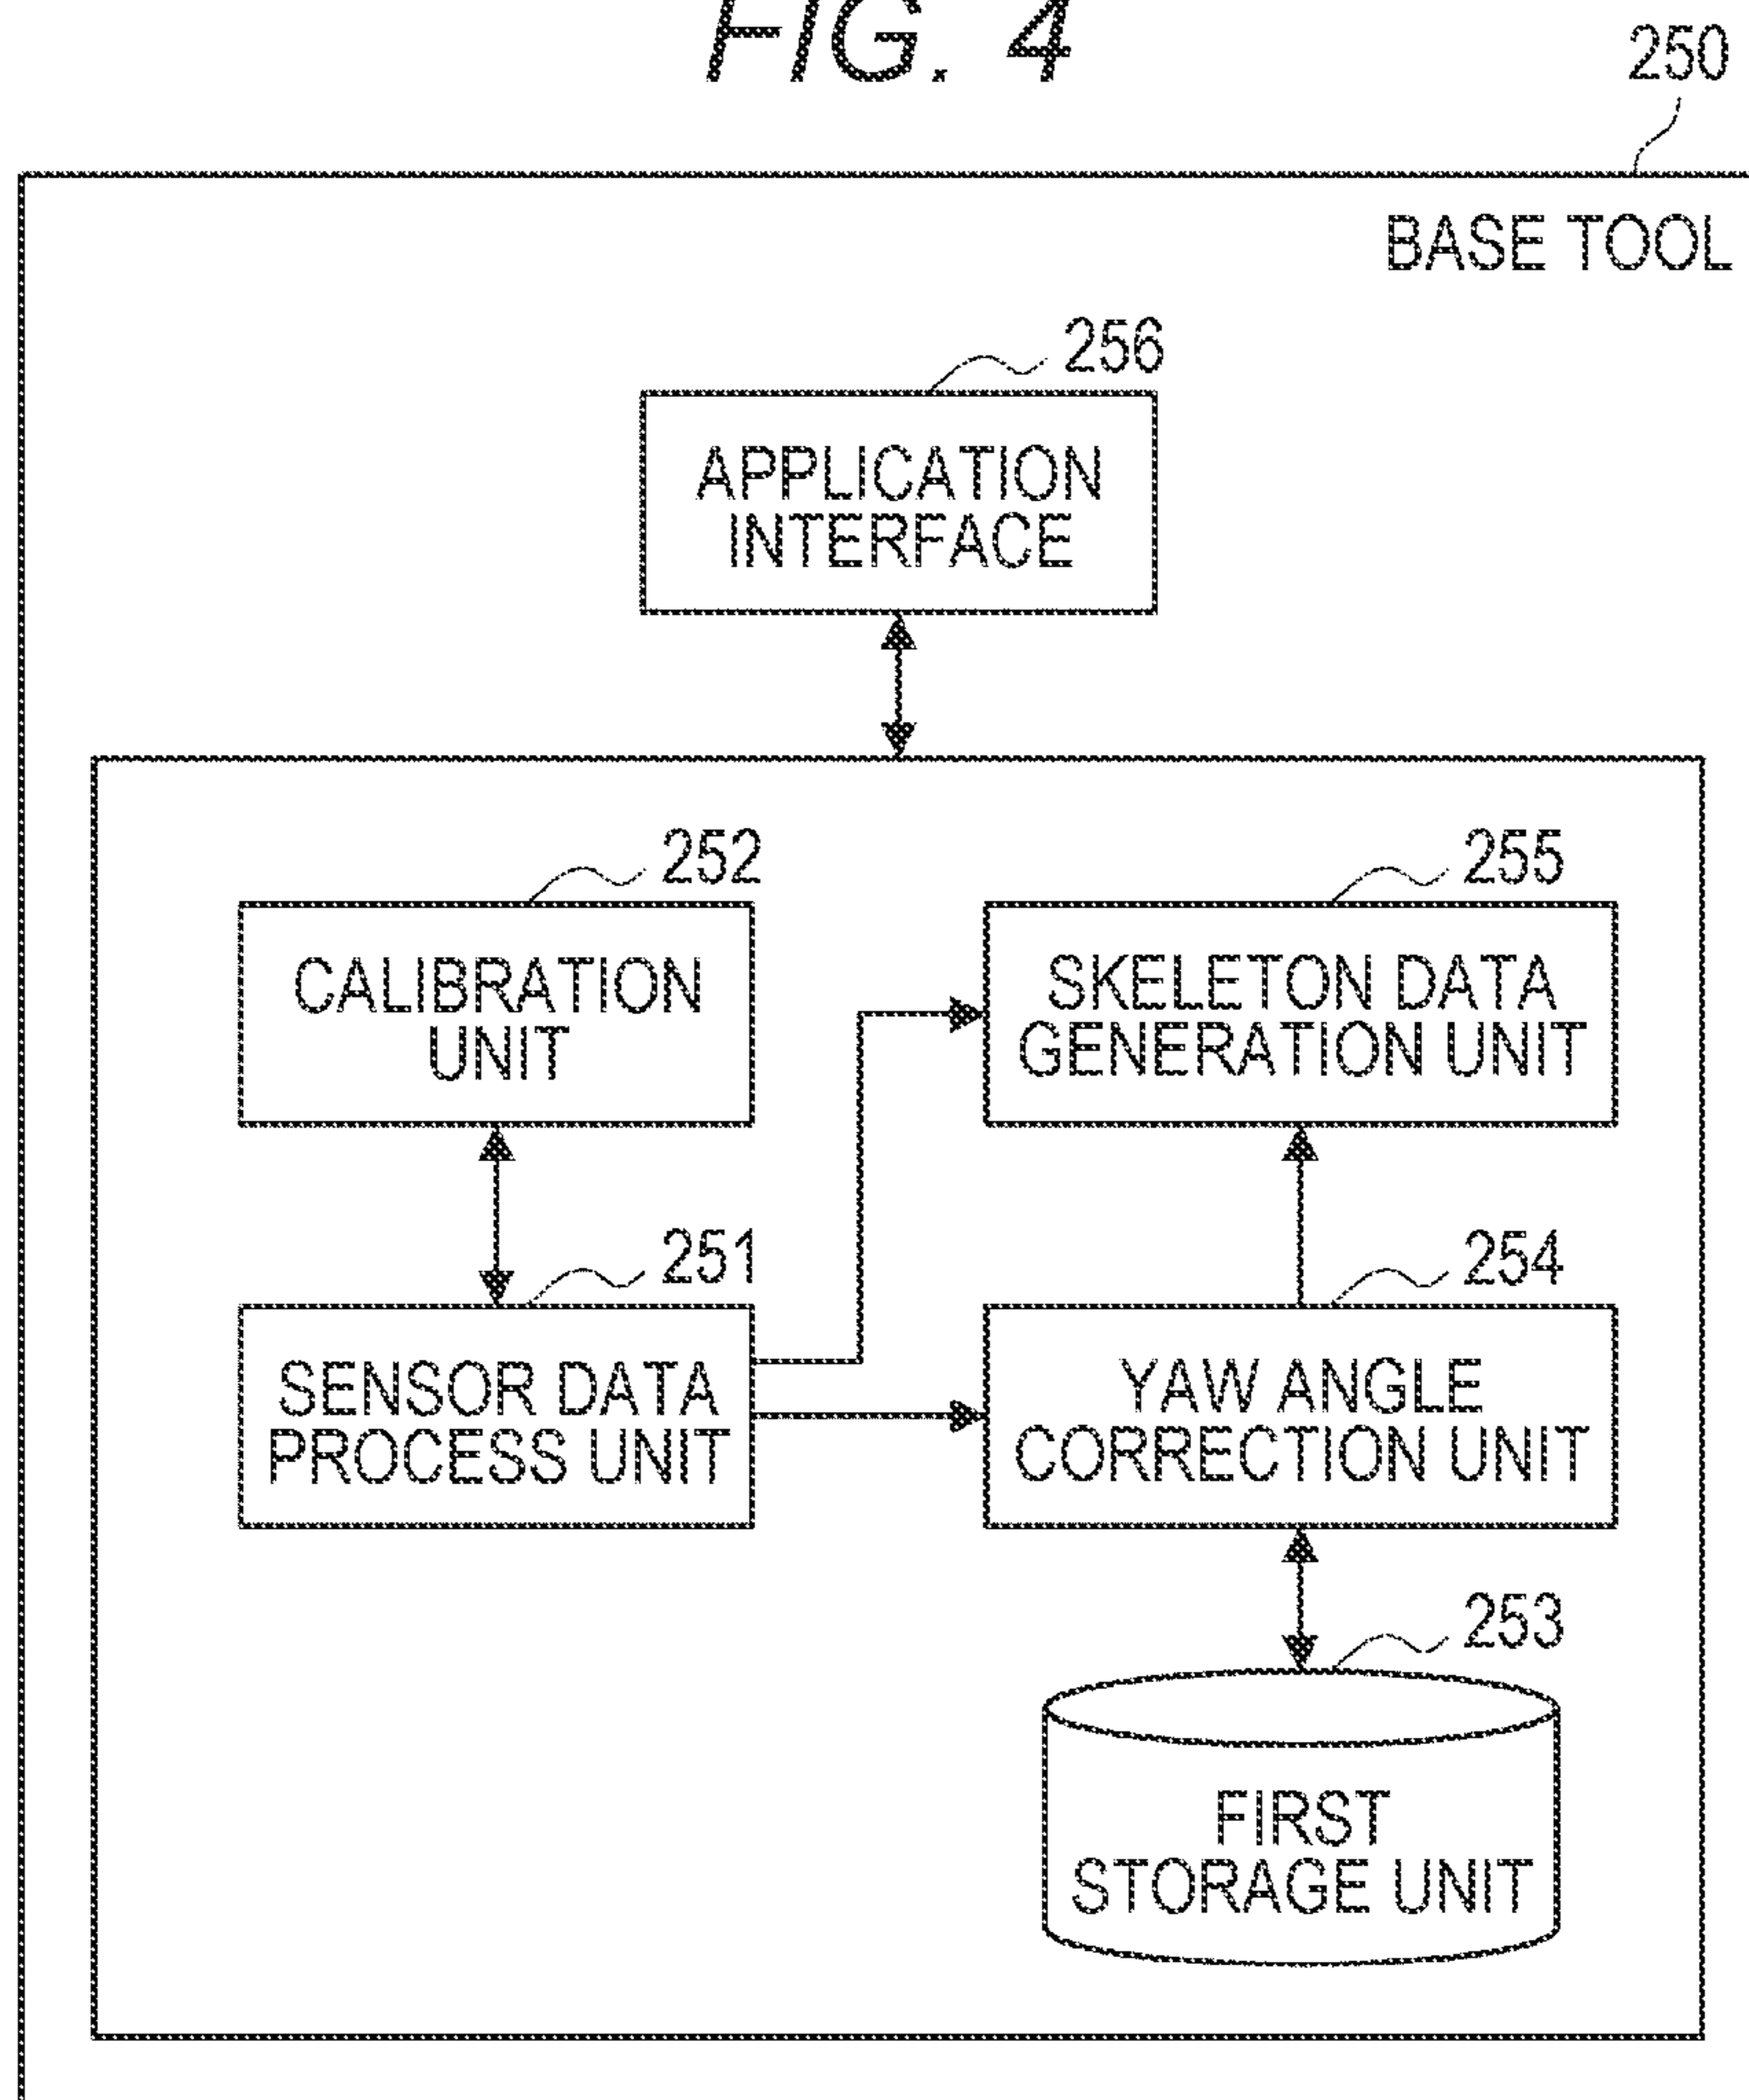 FIG. 4
250
BASE TOOL
256
APPLICATION
INTERFACE
252
255
CALIBRATION
UNIT
SKELETON DATA
GENERATION UNIT
251
254
SENSOR DATA
PROCESS UNIT
YAW ANGLE
CORRECTION UNIT
253
FIRST
STORAGE UNIT